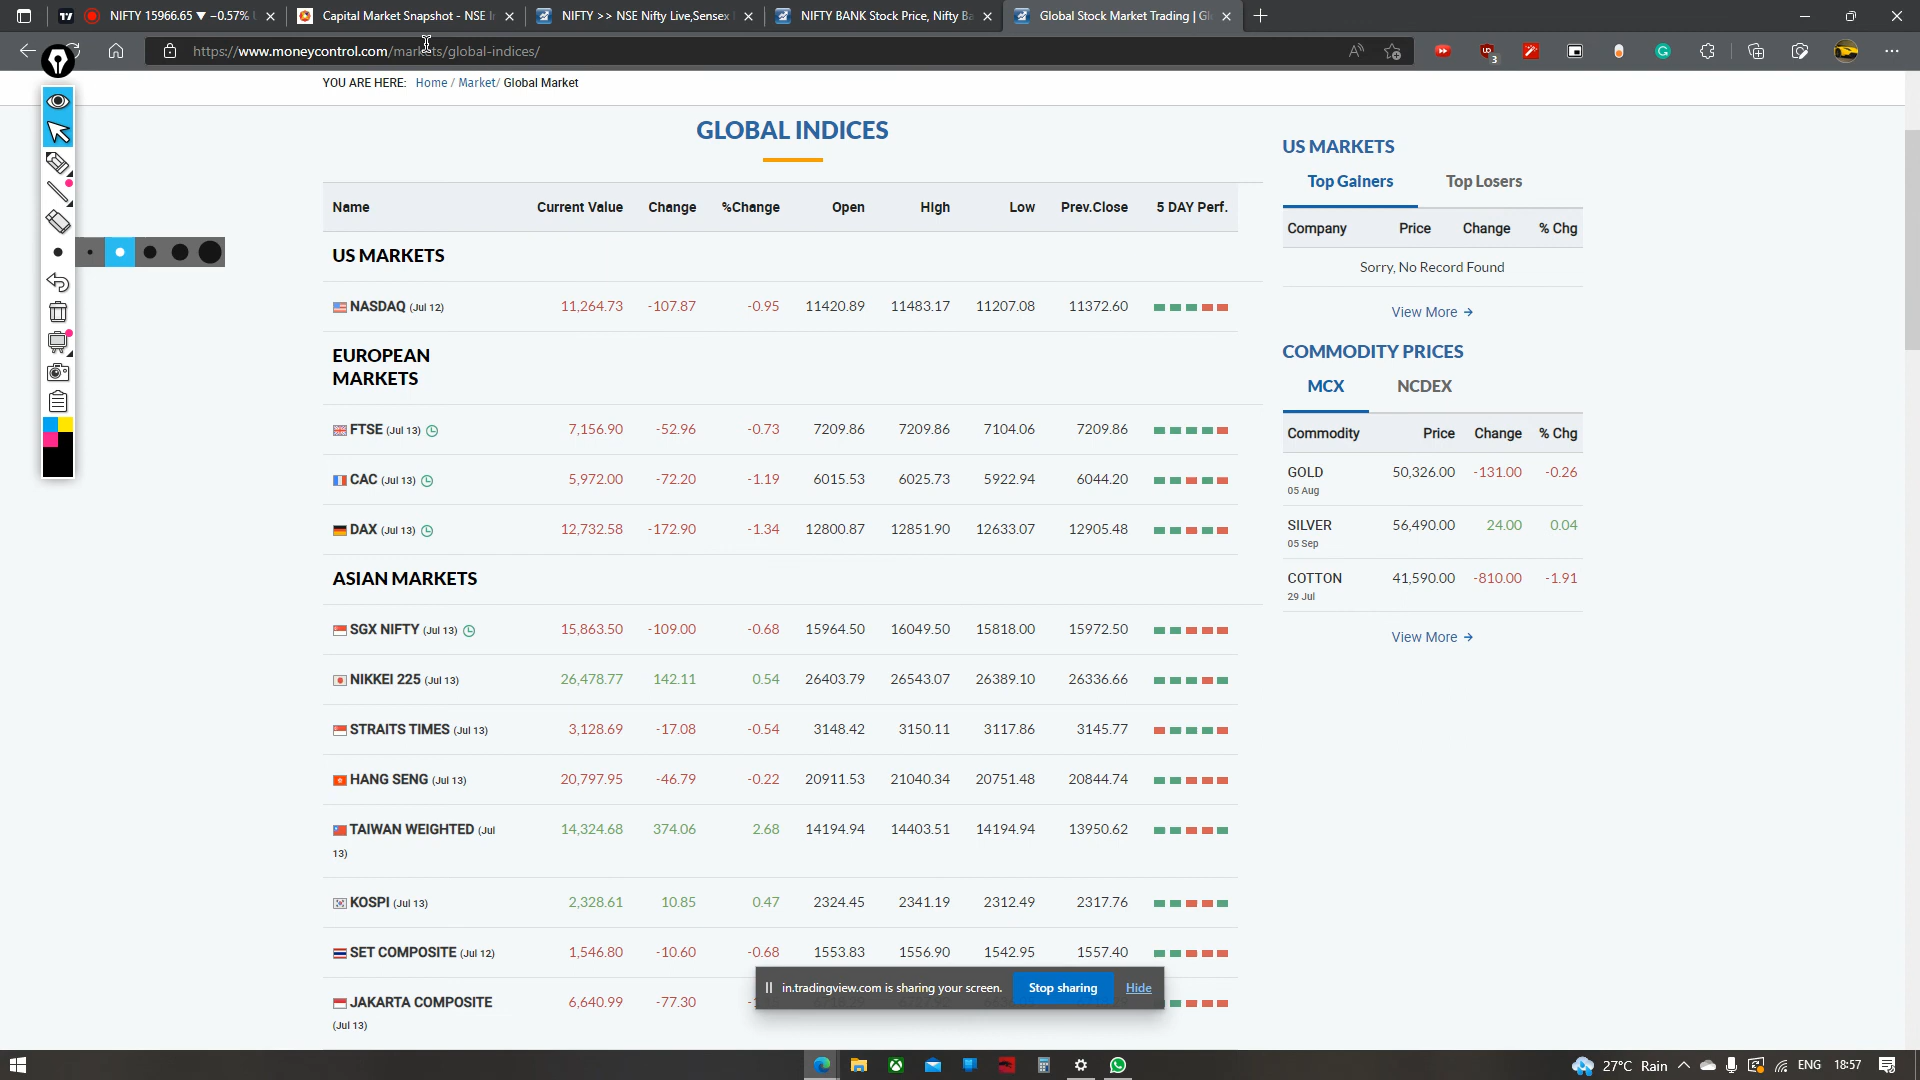 NIFTY 15966.65 ▼ −0.57%
Capital Market Snapshot - NSE I
NIFTY >> NSE Nifty Live,Sensex
NIFTY BANK Stock Price, Nifty Ba
Global Stock Market Trading | Gl
https://www.moneycontrol.com/markets/global-indices/
3
YOU ARE HERE: Home / Market/ Global Market
GLOBAL INDICES
Name Current Value Change %Change Open High Low Prev.Close 5 DAY Perf.
US MARKETS
NASDAQ (Jul 12) 11,264.73 -107.87 -0.95 11420.89 11483.17 11207.08 11372.60
EUROPEAN
MARKETS
FTSE (Jul 13) 7,156.90 -52.96 -0.73 7209.86 7209.86 7104.06 7209.86
CAC (Jul 13) 5,972.00 -72.20 -1.19 6015.53 6025.73 5922.94 6044.20
DAX (Jul 13) 12,732.58 -172.90 -1.34 12800.87 12851.90 12633.07 12905.48
ASIAN MARKETS
SGX NIFTY (Jul 13) 15,863.50 -109.00 -0.68 15964.50 16049.50 15818.00 15972.50
NIKKEI 225 (Jul 13) 26,478.77 142.11 0.54 26403.79 26543.07 26389.10 26336.66
STRAITS TIMES (Jul 13) 3,128.69 -17.08 -0.54 3148.42 3150.11 3117.86 3145.77
HANG SENG (Jul 13) 20,797.95 -46.79 -0.22 20911.53 21040.34 20751.48 20844.74
TAIWAN WEIGHTED (Jul 14,324.68 374.06 2.68 14194.94 14403.51 14194.94 13950.62
13)
KOSPI (Jul 13) 2,328.61 10.85 0.47 2324.45 2341.19 2312.49 2317.76
SET COMPOSITE (Jul 12) 1,546.80 -10.60 -0.68 1553.83 1556.90 1542.95 1557.40
JAKARTA COMPOSITE 6,640.99 -77.30
(Jul 13)
US MARKETS
Top Gainers Top Losers
Company Price Change % Chg
Sorry, No Record Found
View More →
COMMODITY PRICES
MCX NCDEX
Commodity Price Change % Chg
GOLD 50,326.00 -131.00 -0.26
05 Aug
SILVER 56,490.00 24.00 0.04
05 Sep
COTTON 41,590.00 -810.00 -1.91
29 Jul
View More →
in.tradingview.com is sharing your screen. Stop sharing Hide
27°C Rain ENG 18:57